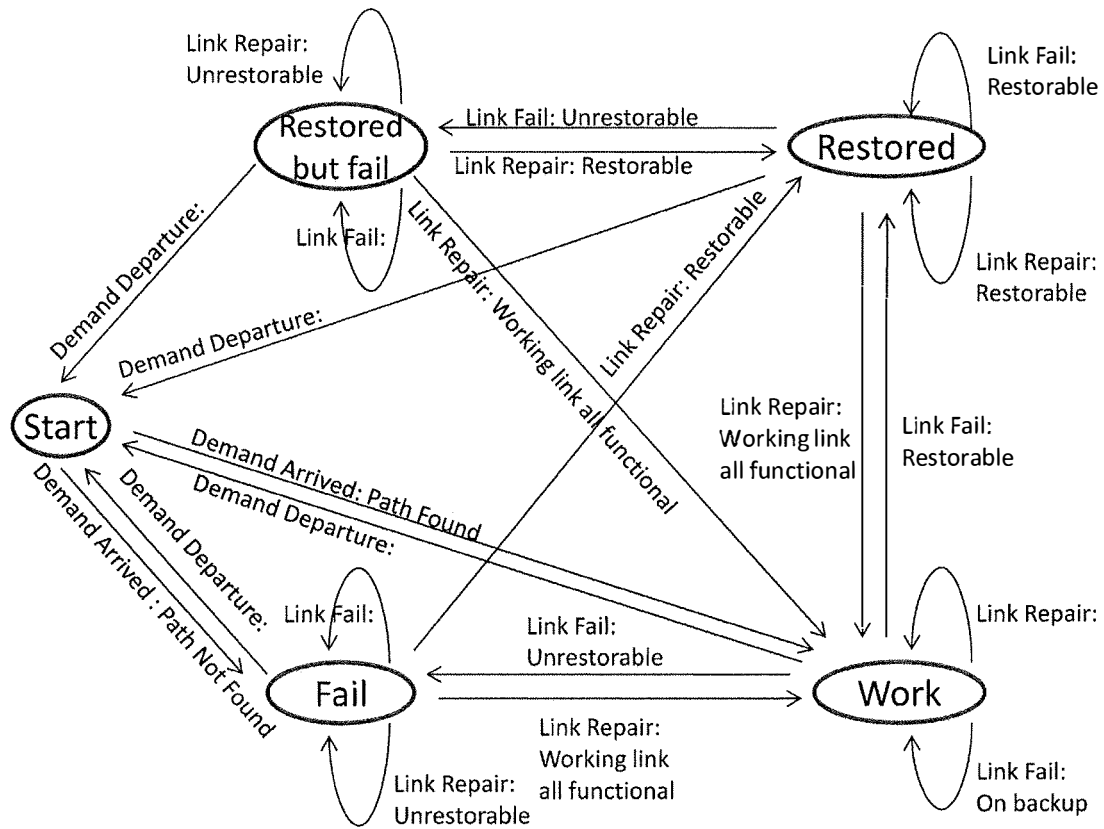 Link Repair:
Unrestorable
Link Fail:
Restorable
Restored
but fail
Link Fail: Unrestorable
Link Repair: Restorable
Restored
Link Fail:
Link Repair:
Restorable
Demand Departure:
Demand Departure:
Link Repair: Working link all functional
Link Repair: Restorable
Start
Link Repair:
Working link
all functional
Link Fail:
Restorable
Demand Arrived: Path Found
Demand Departure:
Demand Departure:
Demand Arrived : Path Not Found
Link Fail:
Link Fail:
Unrestorable
Link Repair:
Fail
Work
Link Repair:
Working link
all functional
Link Repair:
Unrestorable
Link Fail:
On backup